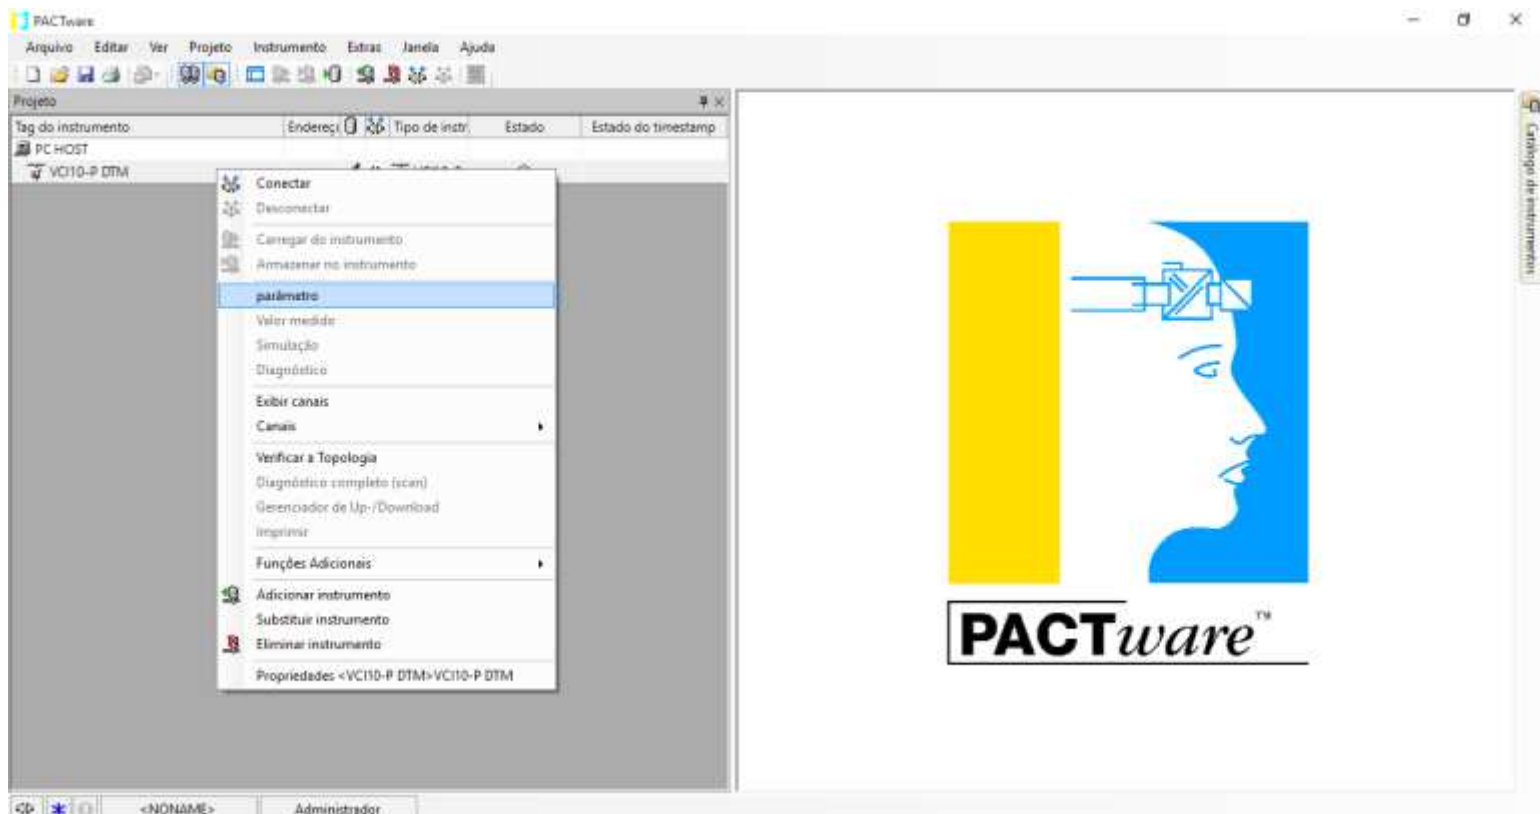 PACTware
Arquivo Editar Ver Projeto Instrumento Extras Janela Ajuda
Projeto
Tag do instrumento Endereç Tipo de instr. Estado Estado do timestamp
PC HOST
VCI10-P DTM
Conectar
Desconectar
Carregar do instrumento
Armazenar no instrumento
parâmetro
Valor medido
Simulação
Diagnóstico
Exibir canais
Canais
Verificar a Topologia
Diagnóstico completo (scan)
Gerenciador de Up-/Download
Imprimir
Funções Adicionais
Adicionar instrumento
Substituir instrumento
Eliminar instrumento
Propriedades <VCI10-P DTM>VCI10-P DTM
PACTware™
Catálogo de instrumentos
<NONAME> Administrador